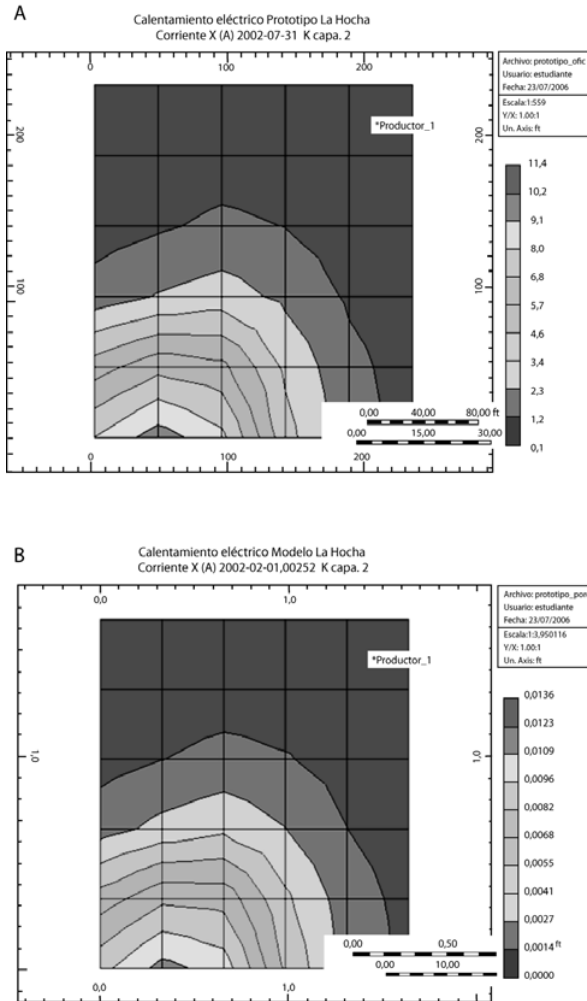 A
Calentamiento eléctrico Prototipo La Hocha
Corriente X (A) 2002-07-31 K capa. 2
0 100 200
Archivo: prototipo_ofic
Usuario: estudiante
Fecha: 23/07/2006
Escala:1:559
Y/X: 1.00:1
Un. Axis: ft
200
200
*Productor_1
11,4
10,2
9,1
8,0
6,8
5,7
4,6
3,4
2,3
1,2
0,1
100
100
0,00 40,00 80,00 ft
0,00 15,00 30,00
0 100 200
B
Calentamiento eléctrico Modelo La Hocha
Corriente X (A) 2002-02-01,00252 K capa. 2
0,0 1,0
Archivo: prototipo_pore
Usuario: estudiante
Fecha: 23/07/2006
Escala:1:3,950116
Y/X: 1.00:1
Un. Axis: ft
*Productor_1
0,0136
0,0123
0,0109
0,0096
0,0082
0,0068
0,0055
0,0041
0,0027
0,0014 ft
0,0000
1,0
1,0
0,00 0,50
0,00 10,00
0,0 1,0